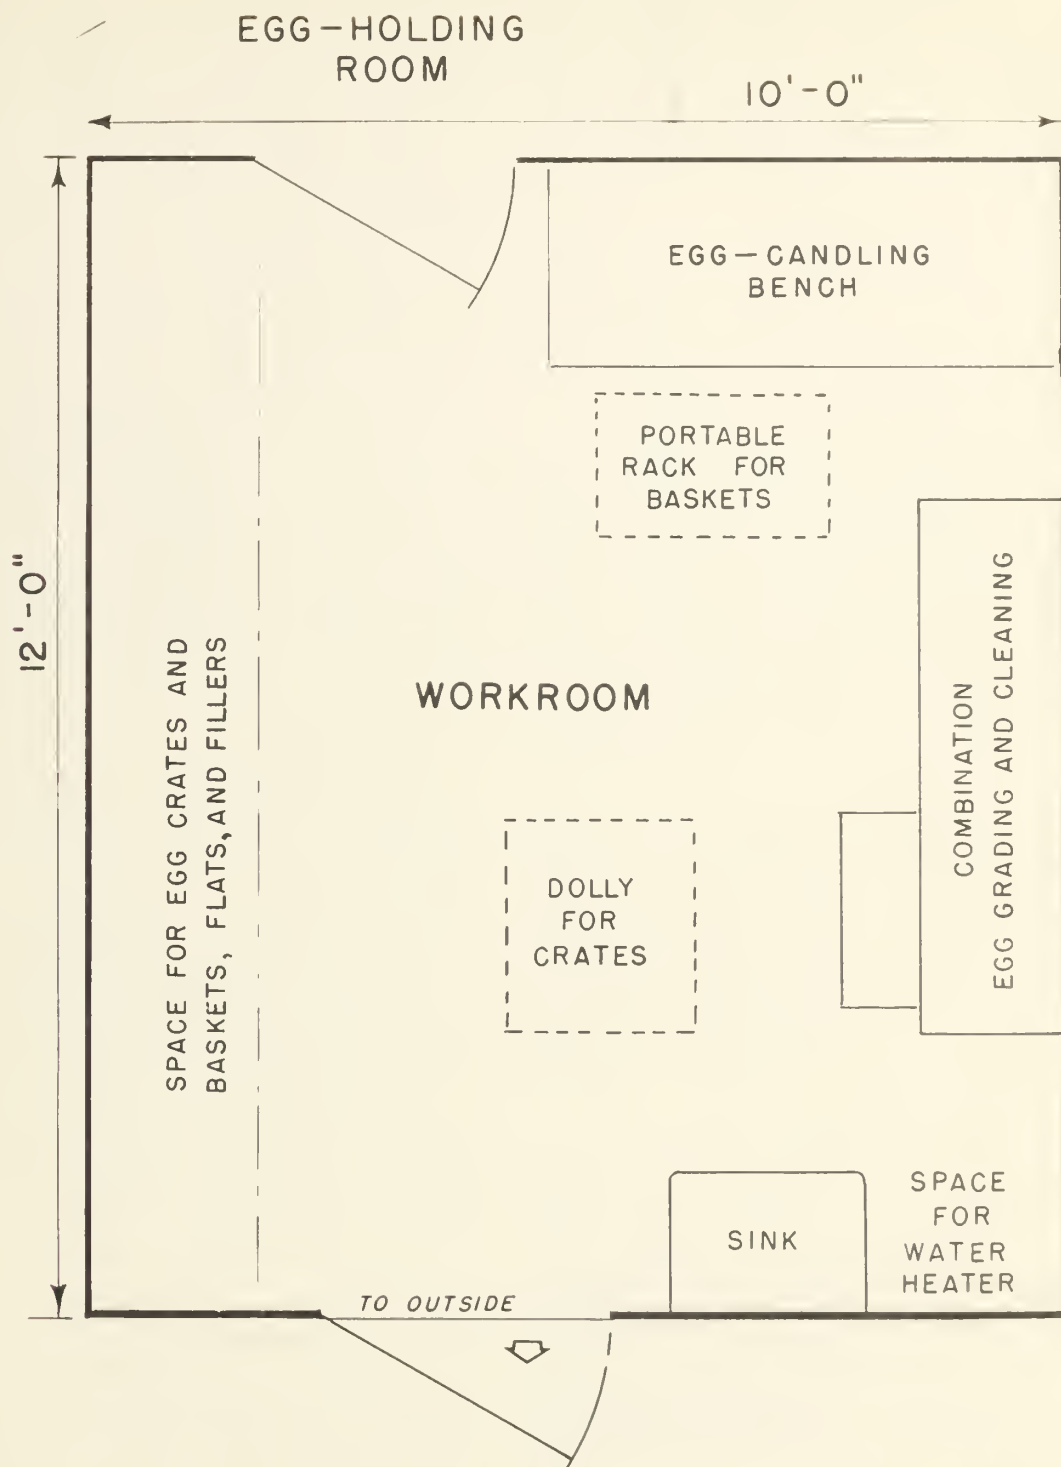 EGG-HOLDING
ROOM
10'-0"
EGG-CANDLING
BENCH
PORTABLE
RACK FOR
BASKETS
12'-0"
SPACE FOR EGG CRATES AND
BASKETS, FLATS, AND FILLERS
WORKROOM
COMBINATION
EGG GRADING AND CLEANING
DOLLY
FOR
CRATES
SINK
SPACE
FOR
WATER
HEATER
TO OUTSIDE